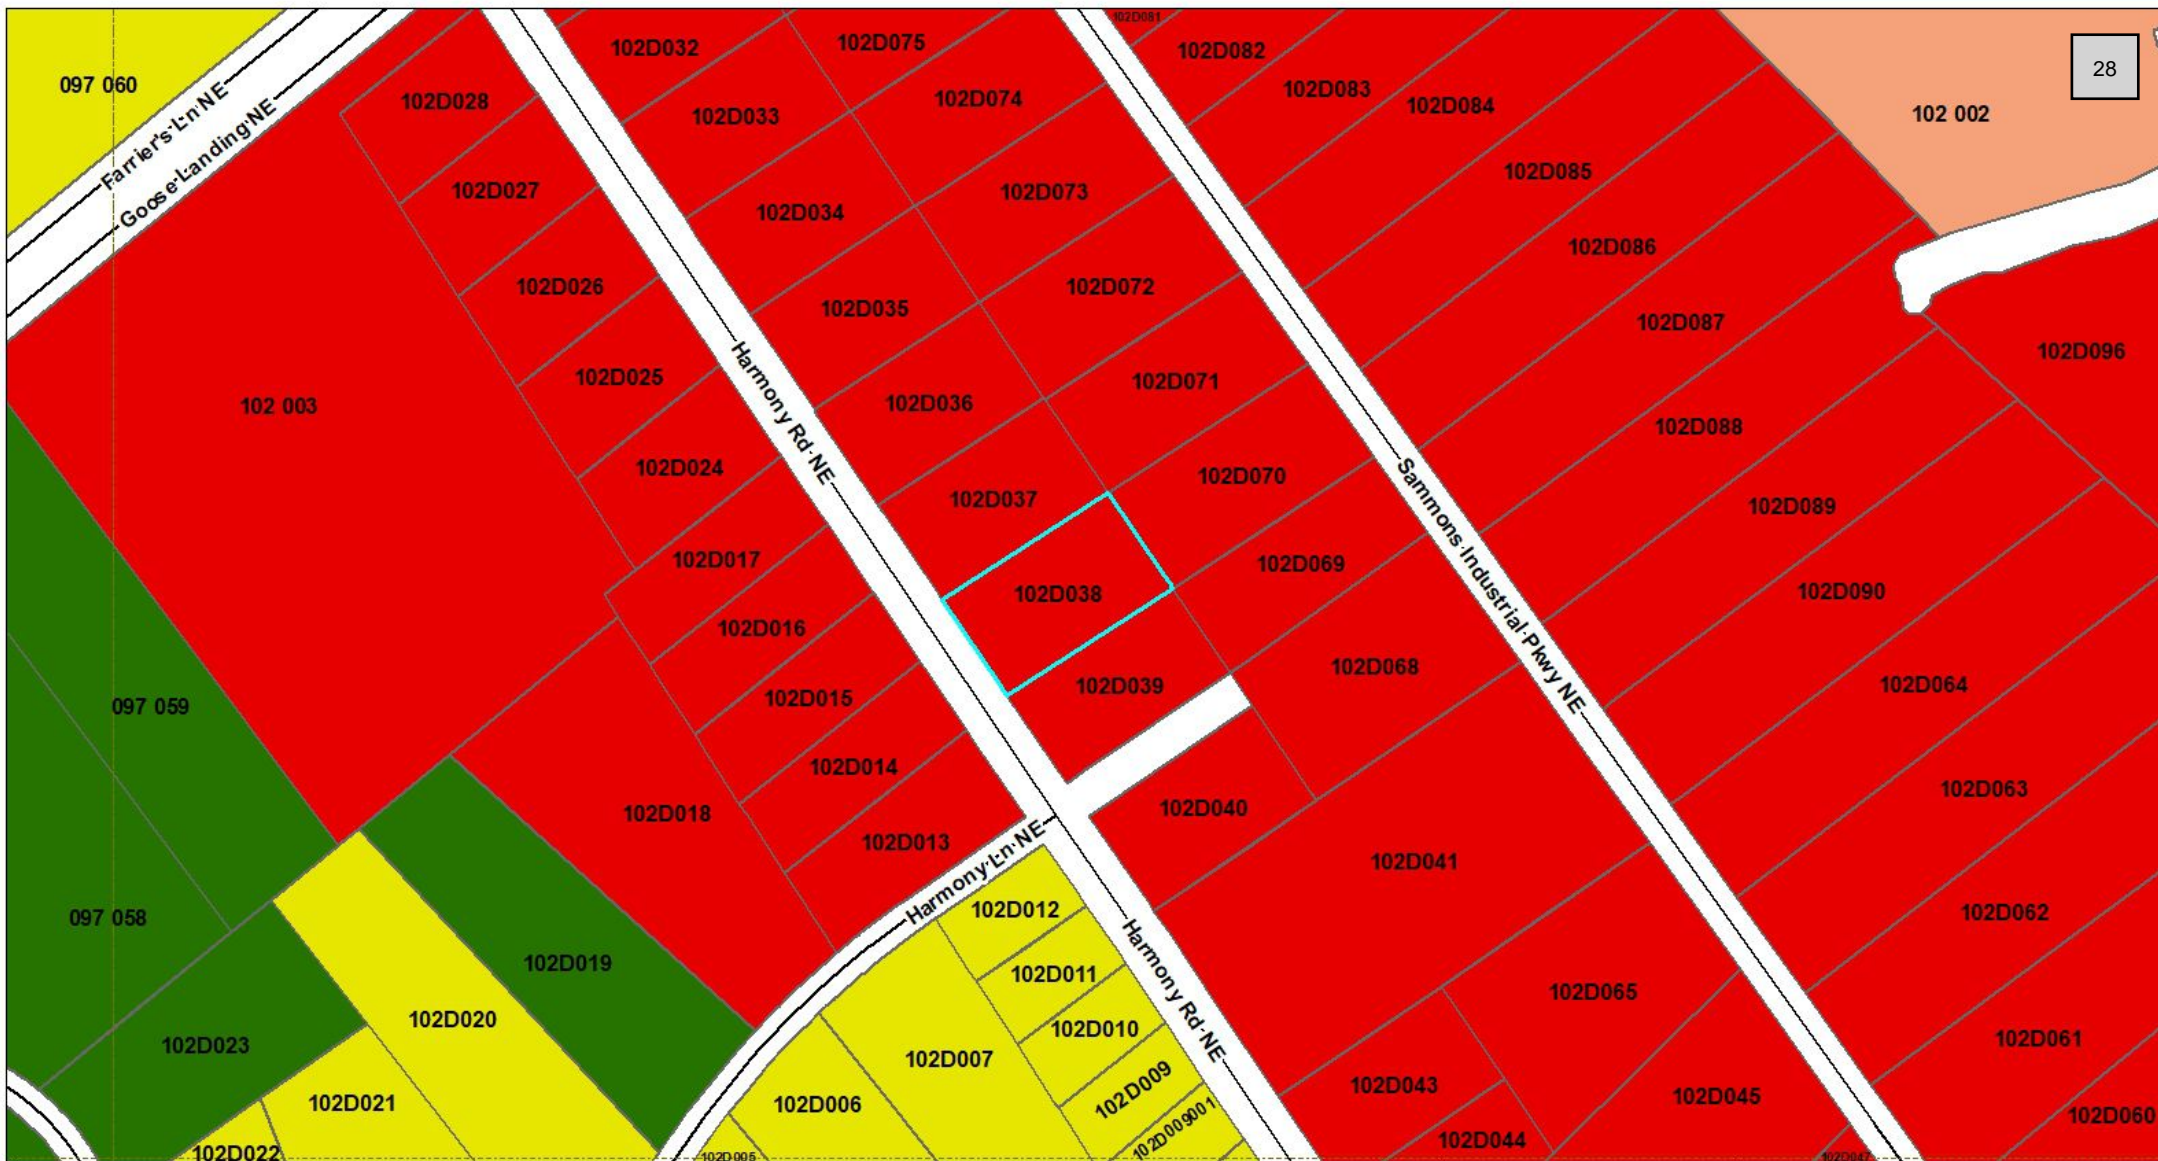 102D081
102D032
102D075
102D082
28
097 060
102D028
102D033
102D074
102D083
102D084
102 002
Farrier's Ln NE
Goose Landing NE
102D027
102D034
102D073
102D085
102D026
102D035
102D072
102D086
102D025
102D036
102D071
102D087
102D096
102 003
Harmony Rd NE
102D024
102D037
102D070
102D088
Sammons Industrial Pkwy NE
102D017
102D038
102D069
102D089
102D016
102D039
102D068
102D090
097 059
102D015
102D064
102D018
102D014
102D040
102D063
102D013
102D041
Harmony Ln NE
097 058
102D012
102D062
102D019
102D011
Harmony Rd NE
102D065
102D023
102D020
102D007
102D010
102D061
102D021
102D006
102D009
102D043
102D045
102D060
102D022
102D005
102D009001
102D044
102D047